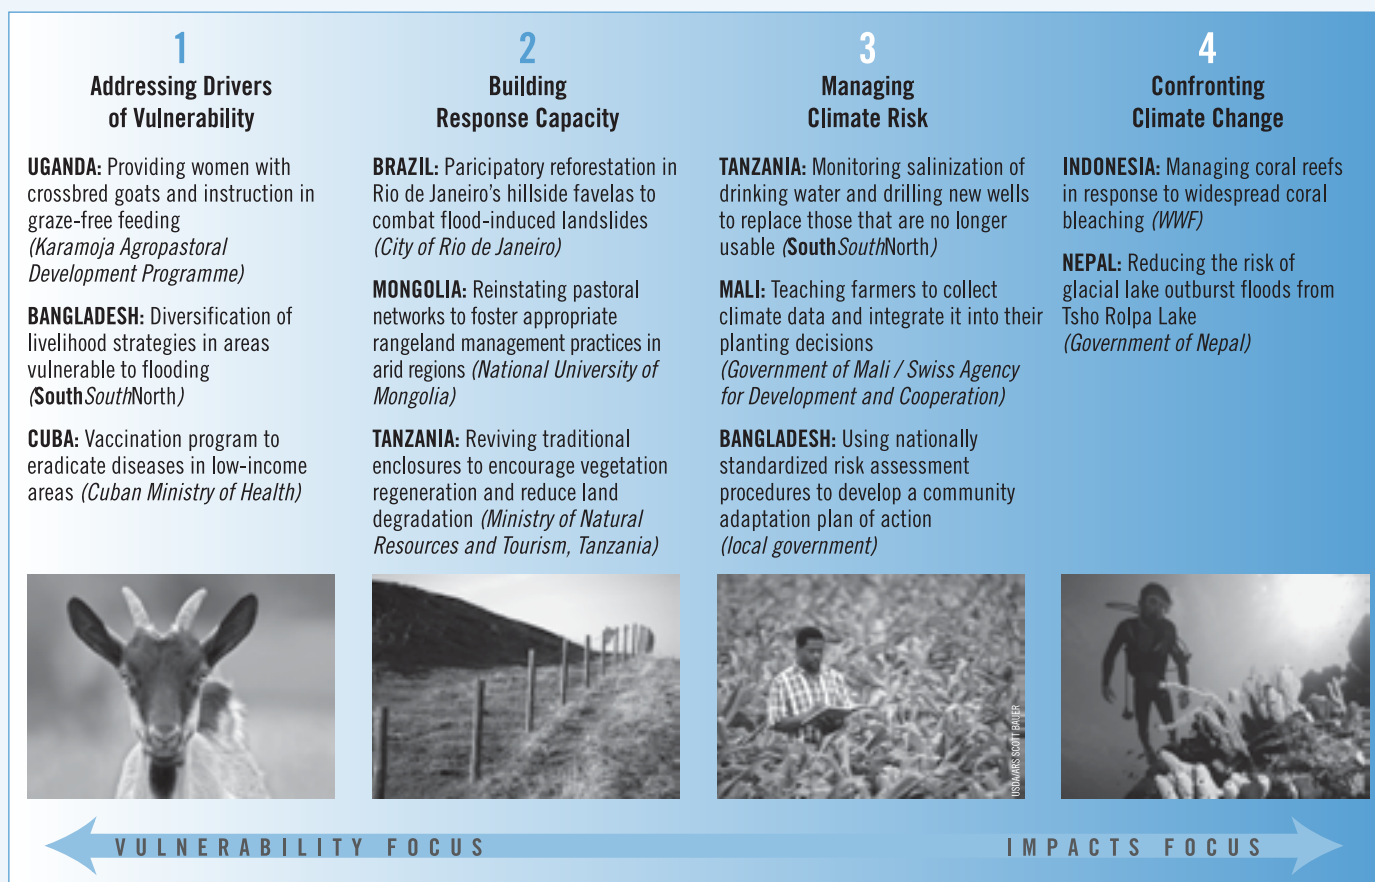 1
Addressing Drivers
of Vulnerability
UGANDA: Providing women with
crossbred goats and instruction in
graze-free feeding
(Karamoja Agropastoral
Development Programme)
BANGLADESH: Diversification of
livelihood strategies in areas
vulnerable to flooding
(SouthSouthNorth)
CUBA: Vaccination program to
eradicate diseases in low-income
areas (Cuban Ministry of Health)
2
Building
Response Capacity
BRAZIL: Paricipatory reforestation in
Rio de Janeiro's hillside favelas to
combat flood-induced landslides
(City of Rio de Janeiro)
MONGOLIA: Reinstating pastoral
networks to foster appropriate
rangeland management practices in
arid regions (National University of
Mongolia)
TANZANIA: Reviving traditional
enclosures to encourage vegetation
regeneration and reduce land
degradation (Ministry of Natural
Resources and Tourism, Tanzania)
3
Managing
Climate Risk
TANZANIA: Monitoring salinization of
drinking water and drilling new wells
to replace those that are no longer
usable (SouthSouthNorth)
MALI: Teaching farmers to collect
climate data and integrate it into their
planting decisions
(Government of Mali / Swiss Agency
for Development and Cooperation)
BANGLADESH: Using nationally
standardized risk assessment
procedures to develop a community
adaptation plan of action
(local government)
4
Confronting
Climate Change
INDONESIA: Managing coral reefs
in response to widespread coral
bleaching (WWF)
NEPAL: Reducing the risk of
glacial lake outburst floods from
Tsho Rolpa Lake
(Government of Nepal)
USDA/ARS SCOTT BAUER
VULNERABILITY FOCUS
IMPACTS FOCUS